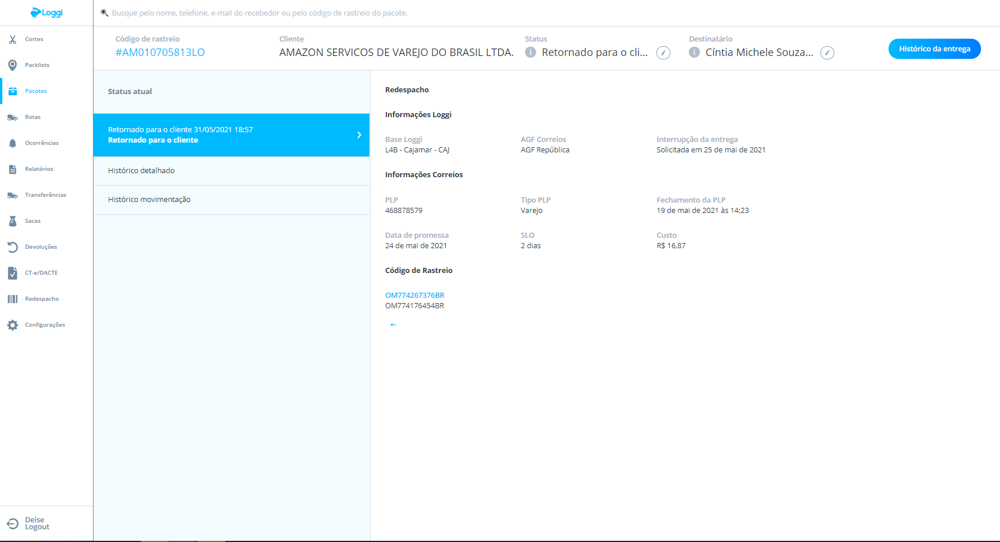 Loggi
Busque pelo nome, telefone, e-mail do recebedor ou pelo código de rastreio do pacote.
Cortes
Packlists
Pacotes
Rotas
Ocorrências
Relatórios
Transferências
Sacas
Devoluções
CT-e/DACTE
Redespacho
Configurações
Deise
Logout
Código de rastreio
#AM010705813LO
Cliente
AMAZON SERVICOS DE VAREJO DO BRASIL LTDA.
Status
Retornado para o cli...
Destinatário
Cíntia Michele Souza...
Histórico da entrega
Status atual
Retornado para o cliente 31/05/2021 18:57
Retornado para o cliente
Histórico detalhado
Histórico movimentação
Redespacho
Informações Loggi
Base Loggi
L4B - Cajamar - CAJ
AGF Correios
AGF República
Interrupção da entrega
Solicitada em 25 de mai de 2021
Informações Correios
PLP
468878579
Tipo PLP
Varejo
Fechamento da PLP
19 de mai de 2021 às 14:23
Data de promessa
24 de mai de 2021
SLO
2 dias
Custo
R$ 16,87
Código de Rastreio
OM774267376BR
OM774176454BR
←